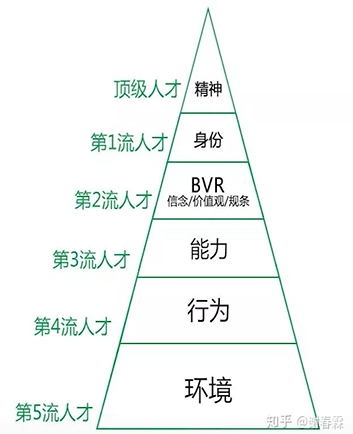 顶级人才
精神
第1流人才
身份
第2流人才
BVR
信念/价值观/规条
第3流人才
能力
第4流人才
行为
第5流人才
环境
知乎 @谢春霖